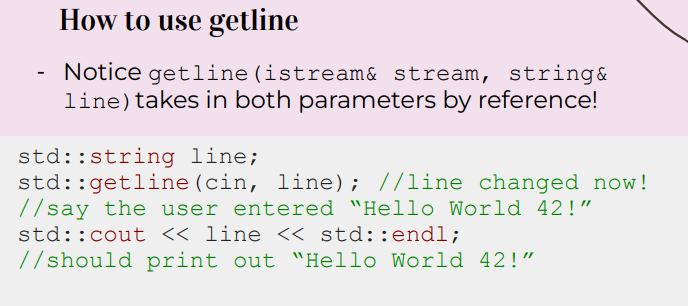 How to use getline
- Notice getline(istream& stream, string&
line) takes in both parameters by reference!
std::string line;
std::getline(cin, line); //line changed now!
//say the user entered “Hello World 42!”
std::cout << line << std::endl;
//should print out “Hello World 42!”